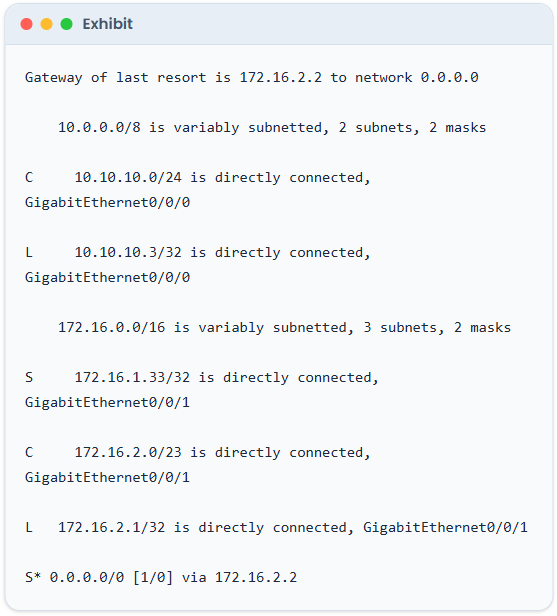 Exhibit
Gateway of last resort is 172.16.2.2 to network 0.0.0.0
10.0.0.0/8 is variably subnetted, 2 subnets, 2 masks
C     10.10.10.0/24 is directly connected,
GigabitEthernet0/0/0
L     10.10.10.3/32 is directly connected,
GigabitEthernet0/0/0
172.16.0.0/16 is variably subnetted, 3 subnets, 2 masks
S     172.16.1.33/32 is directly connected,
GigabitEthernet0/0/1
C     172.16.2.0/23 is directly connected,
GigabitEthernet0/0/1
L   172.16.2.1/32 is directly connected, GigabitEthernet0/0/1
S* 0.0.0.0/0 [1/0] via 172.16.2.2